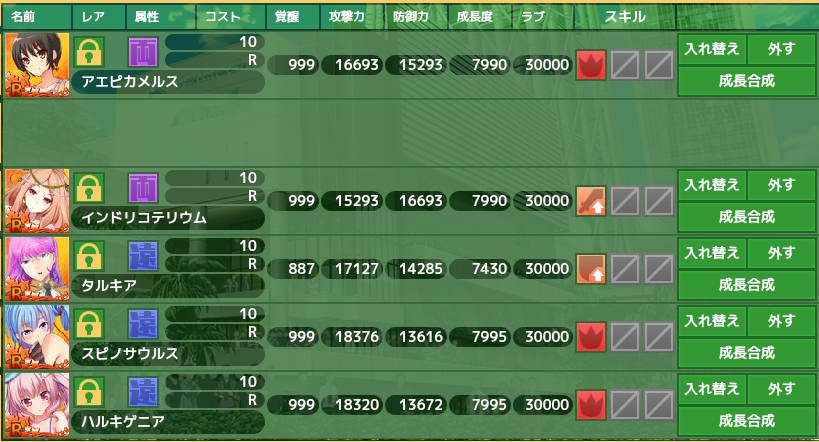 名前 レア 属性 コスト 覚醒 攻撃力 防御力 成長度 ラブ スキル
10
R
R
999 16693 15293 7990 30000
アエピカメルス
入れ替え 外す
成長合成
10
R
R
999 15293 16693 7990 30000
インドリコテリウム
入れ替え 外す
成長合成
遠
10
R
R
887 17127 14285 7430 30000
タルキア
入れ替え 外す
成長合成
遠
10
R
R
999 18376 13616 7995 30000
スピノサウルス
入れ替え 外す
成長合成
遠
10
R
R
999 18320 13672 7995 30000
ハルキゲニア
入れ替え 外す
成長合成